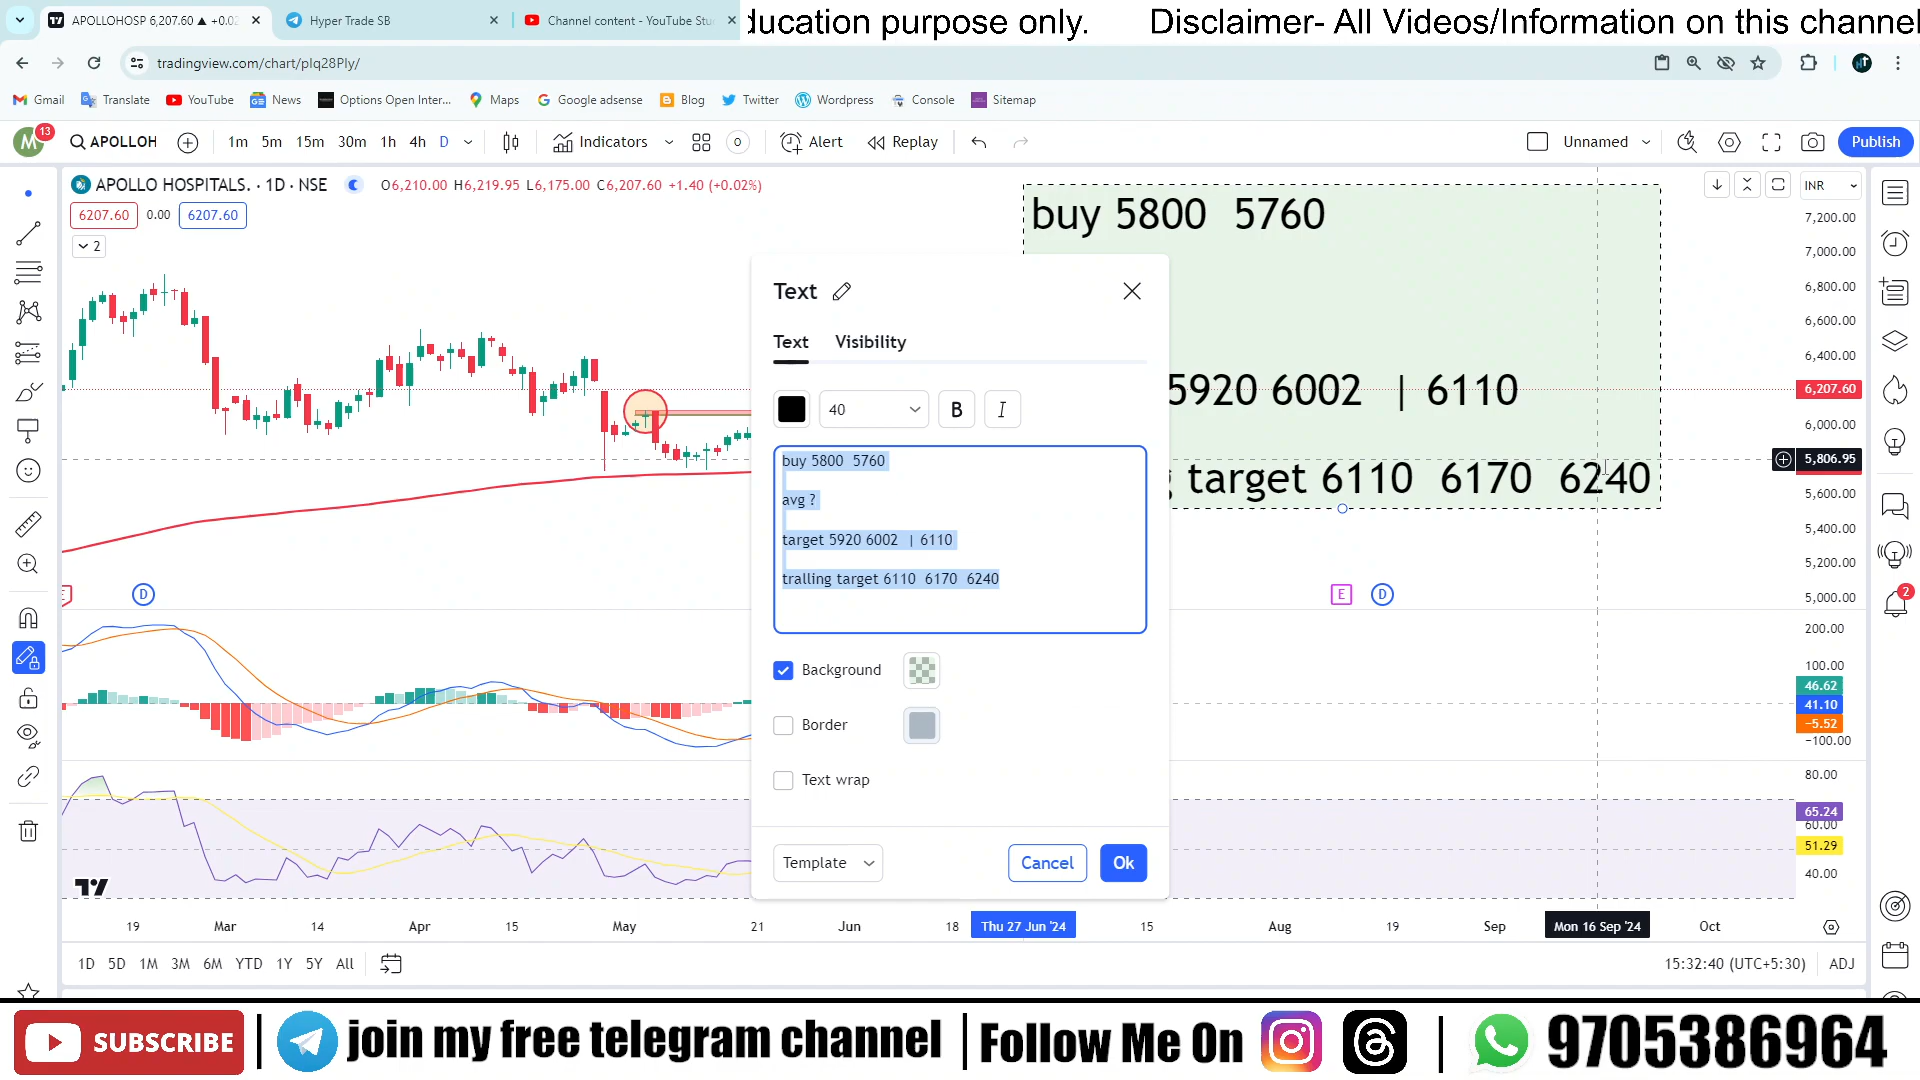 APOLLOHOSP 6,207.60 ▲ +0.02
Hyper Trade SB
Channel content - YouTube Stu
ducation purpose only. Disclaimer- All Videos/Information on this channel
tradingview.com/chart/pIq28Ply/
Gmail Translate YouTube News Options Open Inter... Maps Google adsense Blog Twitter Wordpress Console Sitemap
M 13 APOLLOH 1m 5m 15m 30m 1h 4h D Indicators Alert Replay Unnamed Publish
APOLLO HOSPITALS. · 1D · NSE O6,210.00 H6,219.95 L6,175.00 C6,207.60 +1.40 (+0.02%)
6207.60 0.00 6207.60
2
INR
buy 5800 5760
5920 6002 | 6110
g target 6110 6170 6240
Text
Text Visibility
40 B I
buy 5800 5760
avg ?
target 5920 6002 | 6110
tralling target 6110 6170 6240
Background
Border
Text wrap
Template Cancel Ok
7,200.00
7,000.00
6,800.00
6,600.00
6,400.00
6,207.60
6,000.00
5,806.95
5,600.00
5,400.00
5,200.00
5,000.00
E D E D
200.00
100.00
46.62
41.10
−5.52
−100.00
80.00
65.24
60.00
51.29
40.00
2
19 Mar 14 Apr 15 May 21 Jun 18 Thu 27 Jun '24 15 Aug 19 Sep Mon 16 Sep '24 Oct
1D 5D 1M 3M 6M YTD 1Y 5Y All 15:32:40 (UTC+5:30) ADJ
SUBSCRIBE | join my free telegram channel | Follow Me On | 9705386964